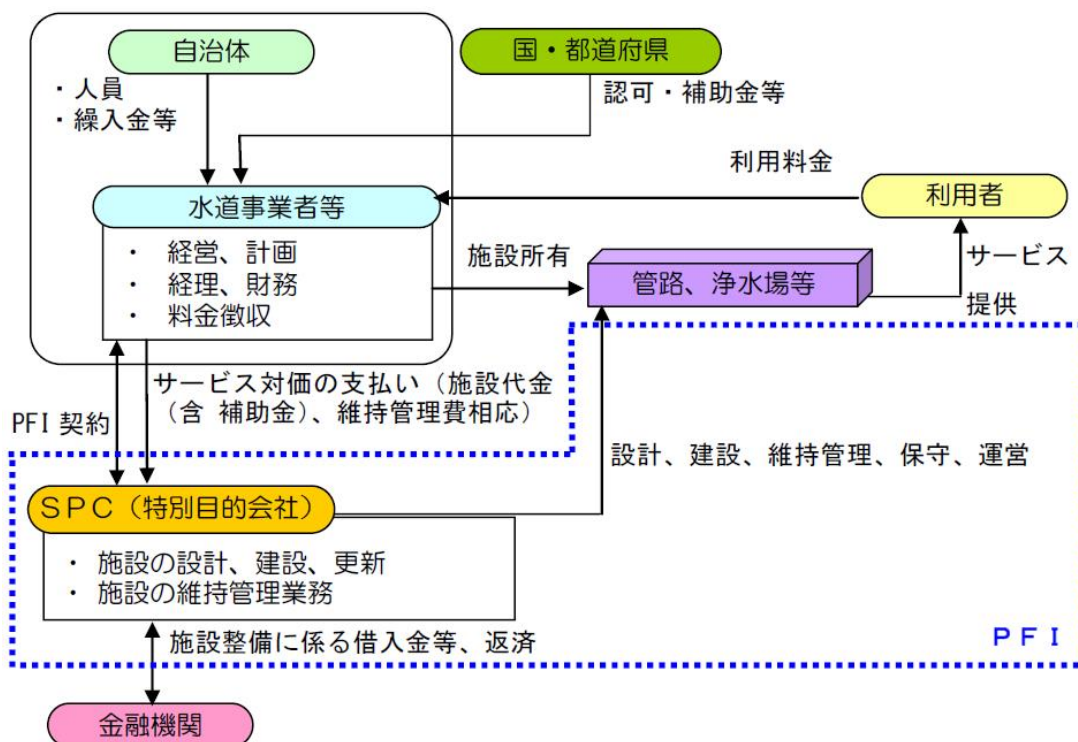 自治体
国・都道府県
・人員
・繰入金等
認可・補助金等
利用料金
水道事業者等
利用者
・ 経営、計画
・ 経理、財務
・ 料金徴収
施設所有
管路、浄水場等
サービス
提供
サービス対価の支払い（施設代金
（含 補助金）、維持管理費相応）
PFI 契約
設計、建設、維持管理、保守、運営
ＳＰＣ（特別目的会社）
・ 施設の設計、建設、更新
・ 施設の維持管理業務
ＰＦＩ
施設整備に係る借入金等、返済
金融機関